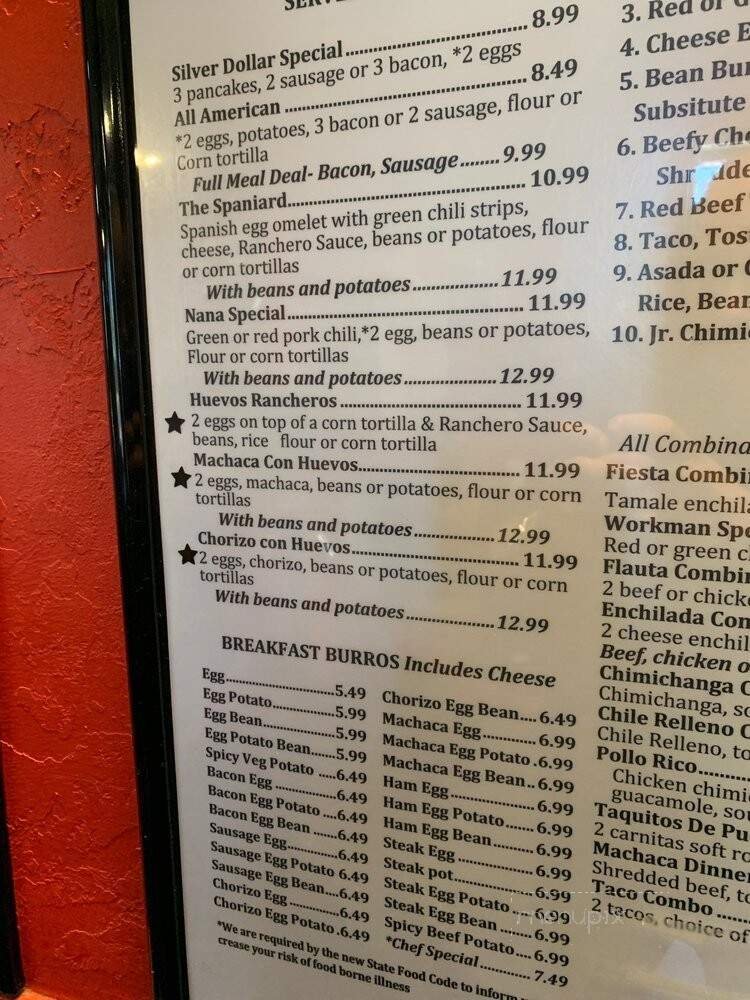 Silver Dollar Special 8.99
3 pancakes, 2 sausage or 3 bacon, *2 eggs
All American 8.49
*2 eggs, potatoes, 3 bacon or 2 sausage, flour or
Corn tortilla
Full Meal Deal- Bacon, Sausage 9.99
The Spaniard 10.99
Spanish egg omelet with green chili strips,
cheese, Ranchero Sauce, beans or potatoes, flour
or corn tortillas
With beans and potatoes 11.99
Nana Special 11.99
Green or red pork chili,*2 egg, beans or potatoes,
Flour or corn tortillas
With beans and potatoes 12.99
Huevos Rancheros 11.99
2 eggs on top of a corn tortilla & Ranchero Sauce,
beans, rice flour or corn tortilla
Machaca Con Huevos 11.99
2 eggs, machaca, beans or potatoes, flour or corn
tortillas
With beans and potatoes 12.99
Chorizo con Huevos 11.99
2 eggs, chorizo, beans or potatoes, flour or corn
tortillas
With beans and potatoes 12.99
BREAKFAST BURROS Includes Cheese
Egg 5.49
Egg Potato 5.99
Egg Bean 5.99
Egg Potato Bean 5.99
Spicy Veg Potato 6.49
Bacon Egg 6.49
Bacon Egg Potato 6.49
Bacon Egg Bean 6.49
Sausage Egg 6.49
Sausage Egg Potato 6.49
Sausage Egg Bean 6.49
Chorizo Egg 6.49
Chorizo Egg Potato 6.49
Chorizo Egg Bean 6.49
Machaca Egg 6.99
Machaca Egg Potato 6.99
Machaca Egg Bean 6.99
Ham Egg 6.99
Ham Egg Potato 6.99
Ham Egg Bean 6.99
Steak Egg 6.99
Steak pot 6.99
Steak Egg Potato 6.99
Steak Egg Bean 6.99
Spicy Beef Potato 6.99
*Chef Special 7.49
*We are required by the new State Food Code to inform
crease your risk of food borne illness
3. Red or
4. Cheese
5. Bean
Subsitute
6. Beefy
7. Red Beef
8. Taco,
9. Asada or
Rice,
10. Jr.
All
Fiesta
Tamale
Workman
Red or green
Flauta
2 beef or
Enchilada
2 cheese
Beef, chicken
Chimichanga
Chimichanga,
Chile Relleno
Chile Relleno,
Pollo Rico
Chicken
guacamole,
Taquitos De
2 carnitas soft
Machaca Dinner
Shredded beef,
Taco Combo
2 tacos, choice of